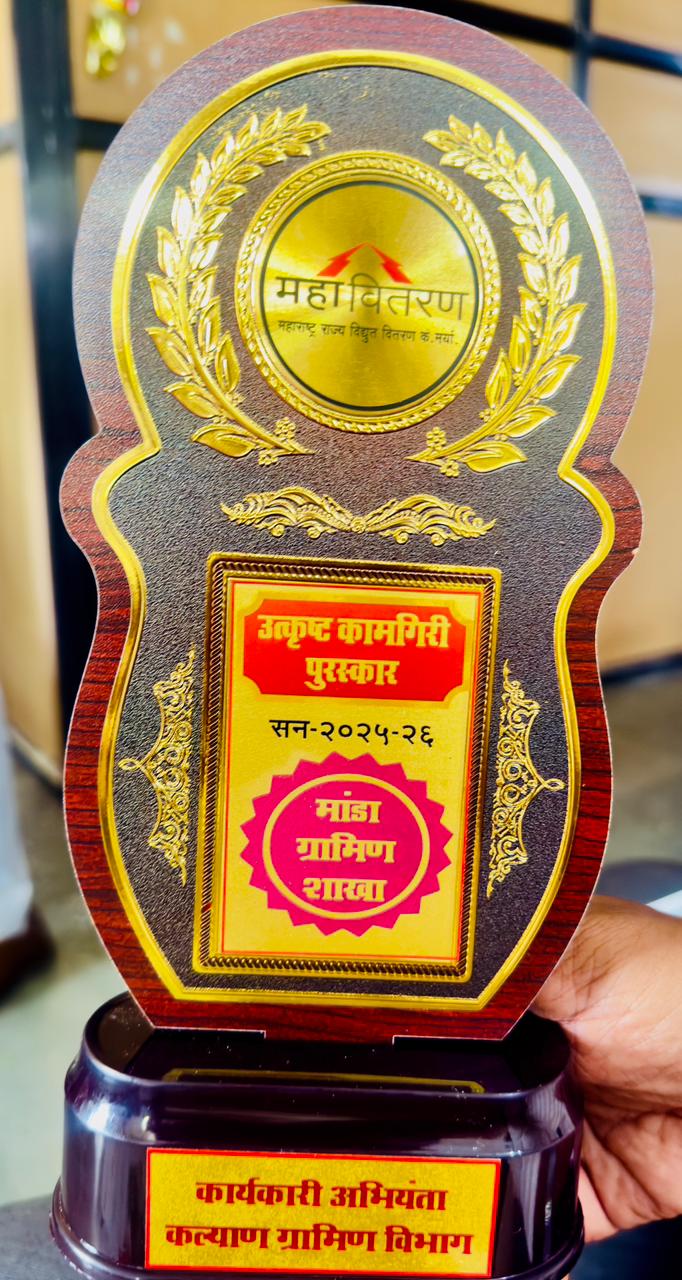 महावितरण
महाराष्ट्र राज्य विद्युत वितरण कं.मर्या.
उत्कृष्ट कामगिरी
पुरस्कार
सन-२०२५-२६
मांडा
ग्रामिण
शाखा
कार्यकारी अभियंता
कल्याण ग्रामिण विभाग